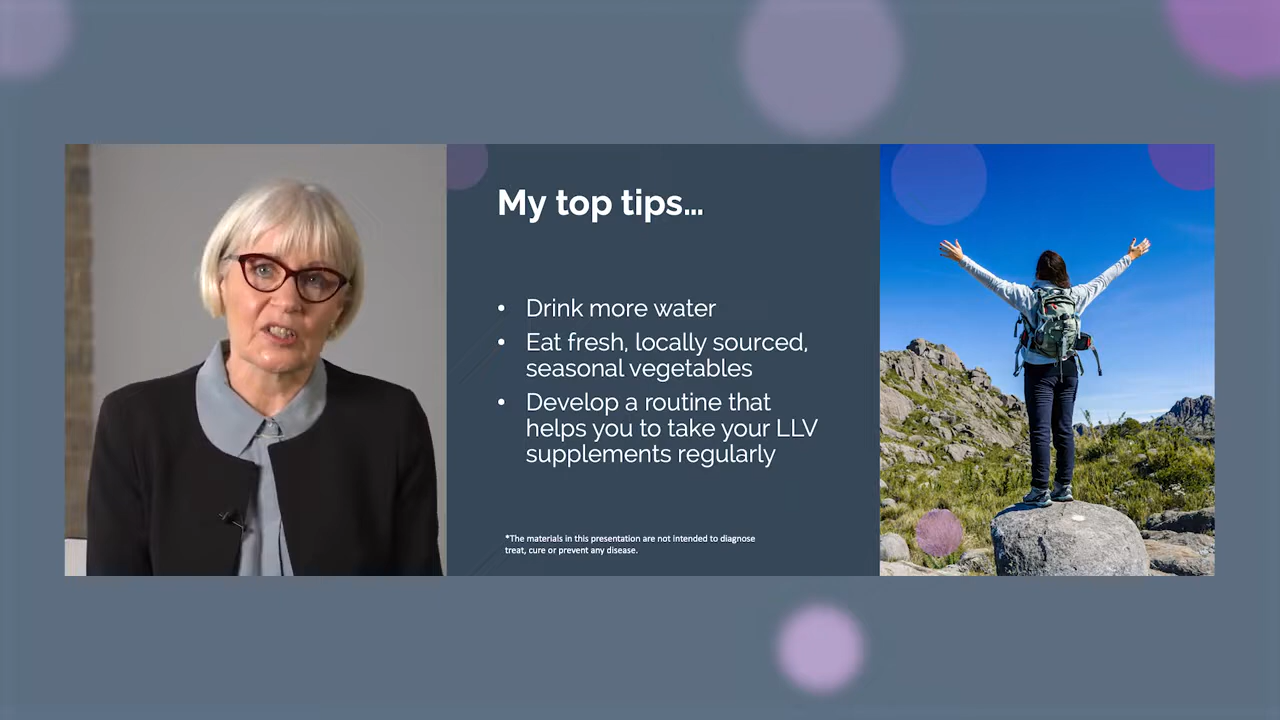 My top tips…
• Drink more water
• Eat fresh, locally sourced,
seasonal vegetables
• Develop a routine that
helps you to take your LLV
supplements regularly
*The materials in this presentation are not intended to diagnose
treat, cure or prevent any disease.